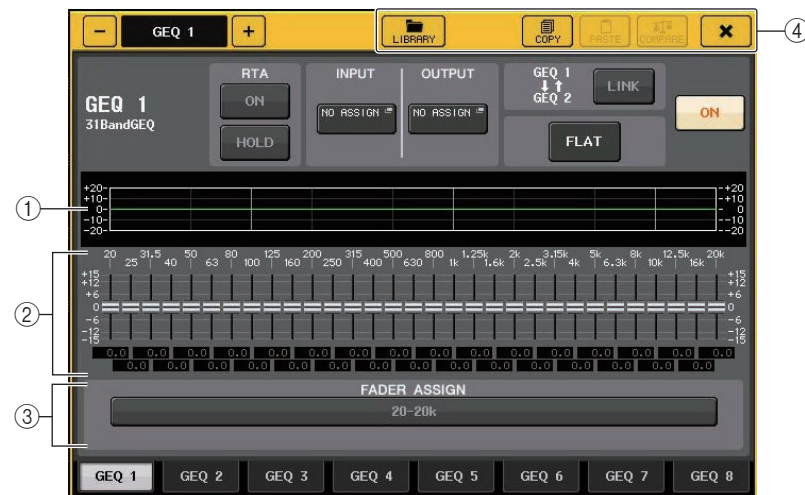 GEQ 1
LIBRARY
COPY
PASTE
COMPARE
④
GEQ 1
31BandGEQ
RTA
ON
HOLD
INPUT
NO ASSIGN
OUTPUT
NO ASSIGN
GEQ 1
GEQ 2
LINK
FLAT
ON
①
+20
+10
0
-10
-20
+20
+10
0
-10
-20
②
20 31.5 50 80 125 200 315 500 800 1.25k 2k 3.15k 5k 8k 12.5k 20k
25 40 63 100 160 250 400 630 1k 1.6k 2.5k 4k 6.3k 10k 16k
+15
+12
+6
0
-6
-12
-15
+15
+12
+6
0
-6
-12
-15
0.0 0.0 0.0 0.0 0.0 0.0 0.0 0.0 0.0 0.0 0.0 0.0 0.0 0.0 0.0 0.0
0.0 0.0 0.0 0.0 0.0 0.0 0.0 0.0 0.0 0.0 0.0 0.0 0.0 0.0 0.0
③
FADER ASSIGN
20-20k
GEQ 1 GEQ 2 GEQ 3 GEQ 4 GEQ 5 GEQ 6 GEQ 7 GEQ 8